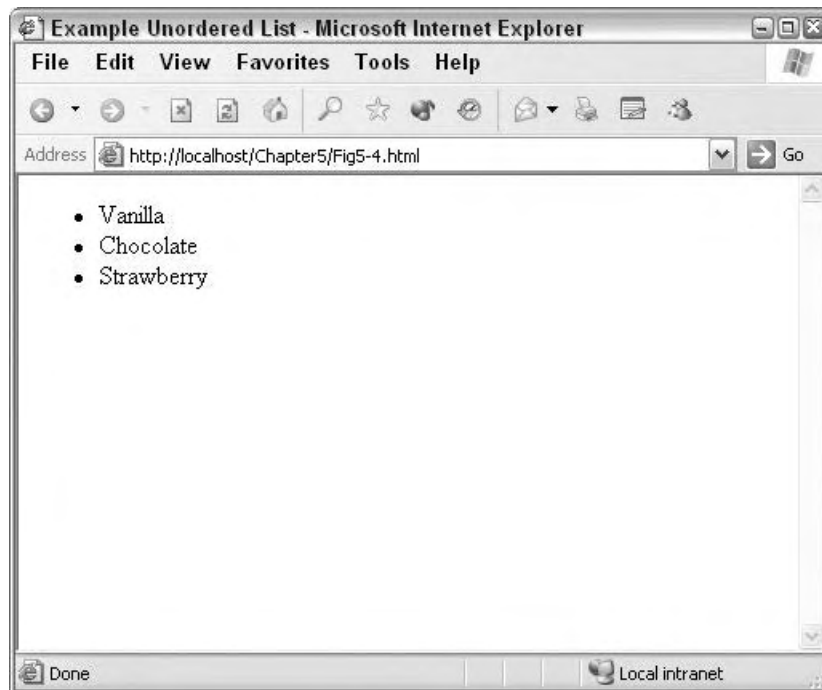 Example Unordered List - Microsoft Internet Explorer
File Edit View Favorites Tools Help
Address http://localhost/Chapter5/Fig5-4.html Go
Vanilla
Chocolate
Strawberry
Done Local intranet